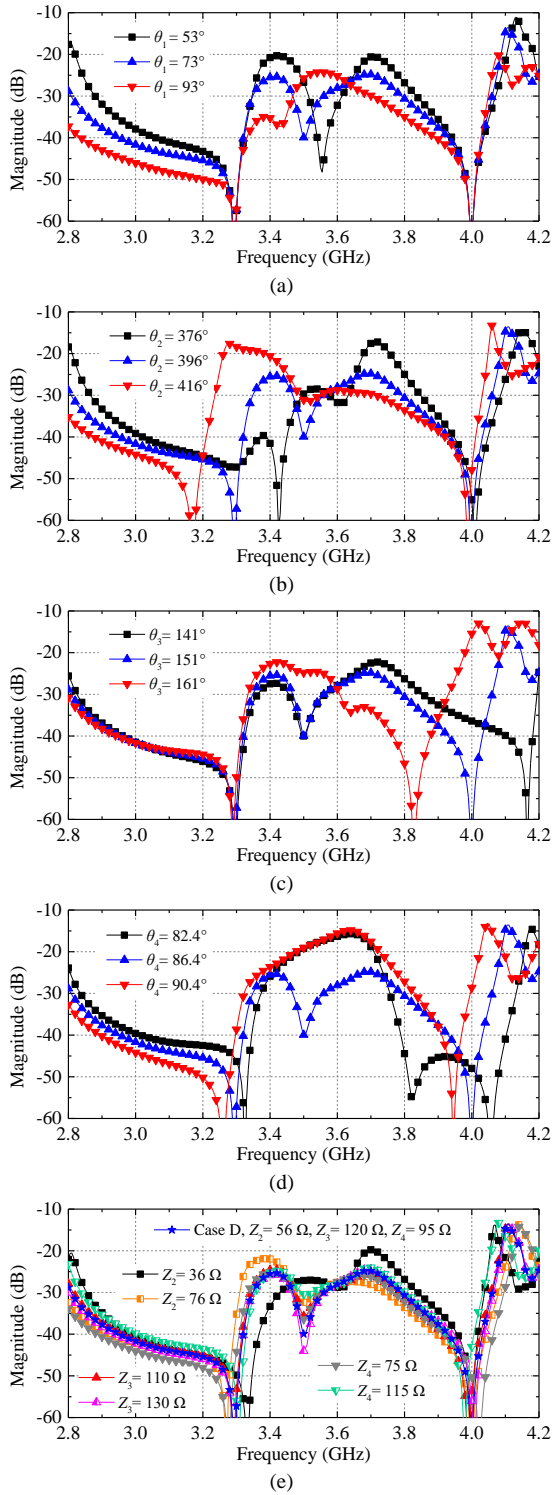 -10
-20
-30
-40
-50
-60
Magnitude (dB)
θ₁ = 53°
θ₁ = 73°
θ₁ = 93°
2.8 3.0 3.2 3.4 3.6 3.8 4.0 4.2
Frequency (GHz)
(a)
-10
-20
-30
-40
-50
-60
Magnitude (dB)
θ₂ = 376°
θ₂ = 396°
θ₂ = 416°
2.8 3.0 3.2 3.4 3.6 3.8 4.0 4.2
Frequency (GHz)
(b)
-10
-20
-30
-40
-50
-60
Magnitude (dB)
θ₃ = 141°
θ₃ = 151°
θ₃ = 161°
2.8 3.0 3.2 3.4 3.6 3.8 4.0 4.2
Frequency (GHz)
(c)
-10
-20
-30
-40
-50
-60
Magnitude (dB)
θ₄ = 82.4°
θ₄ = 86.4°
θ₄ = 90.4°
2.8 3.0 3.2 3.4 3.6 3.8 4.0 4.2
Frequency (GHz)
(d)
-10
-20
-30
-40
-50
-60
Magnitude (dB)
Case D, Z₂ = 56 Ω, Z₃ = 120 Ω, Z₄ = 95 Ω
Z₂ = 36 Ω
Z₂ = 76 Ω
Z₃ = 110 Ω
Z₃ = 130 Ω
Z₄ = 75 Ω
Z₄ = 115 Ω
2.8 3.0 3.2 3.4 3.6 3.8 4.0 4.2
Frequency (GHz)
(e)